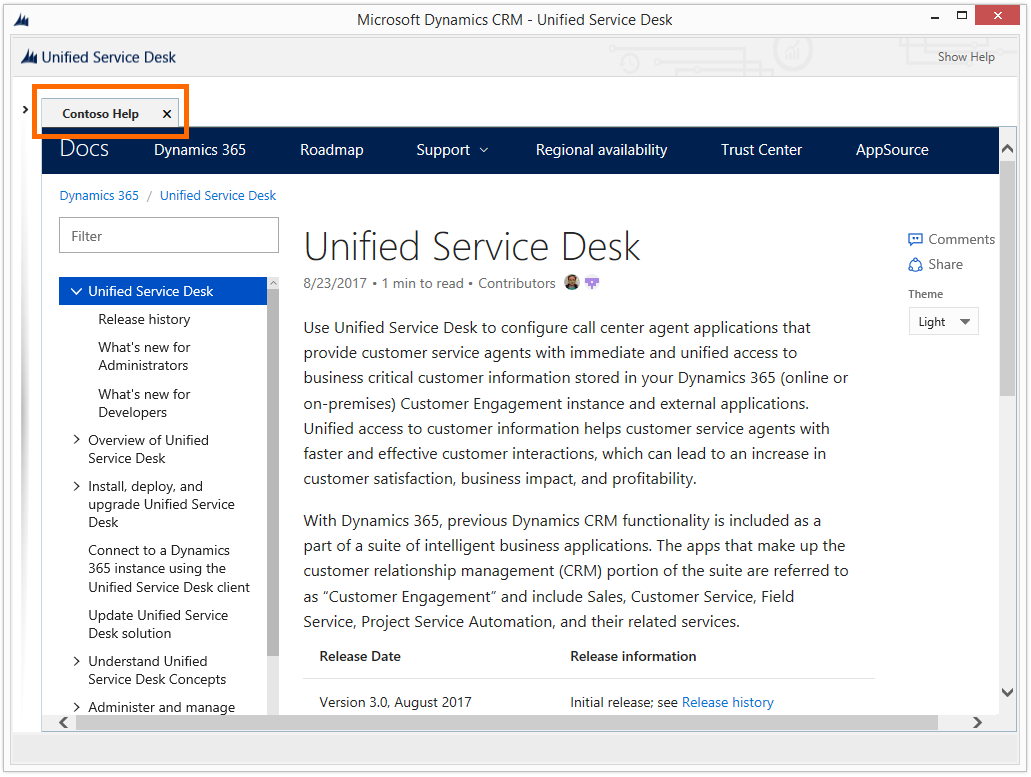 Microsoft Dynamics CRM - Unified Service Desk
Unified Service Desk
Show Help
Contoso Help
Docs
Dynamics 365
Roadmap
Support
Regional availability
Trust Center
AppSource
Dynamics 365 / Unified Service Desk
Filter
Unified Service Desk
Release history
What's new for
Administrators
What's new for
Developers
Overview of Unified
Service Desk
Install, deploy, and
upgrade Unified Service
Desk
Connect to a Dynamics
365 instance using the
Unified Service Desk client
Update Unified Service
Desk solution
Understand Unified
Service Desk Concepts
Administer and manage
Unified Service Desk
8/23/2017 • 1 min to read • Contributors
Use Unified Service Desk to configure call center agent applications that
provide customer service agents with immediate and unified access to
business critical customer information stored in your Dynamics 365 (online or
on-premises) Customer Engagement instance and external applications.
Unified access to customer information helps customer service agents with
faster and effective customer interactions, which can lead to an increase in
customer satisfaction, business impact, and profitability.
With Dynamics 365, previous Dynamics CRM functionality is included as a
part of a suite of intelligent business applications. The apps that make up the
customer relationship management (CRM) portion of the suite are referred to
as “Customer Engagement” and include Sales, Customer Service, Field
Service, Project Service Automation, and their related services.
Release Date
Release information
Version 3.0, August 2017
Initial release; see Release history
Comments
Share
Theme
Light